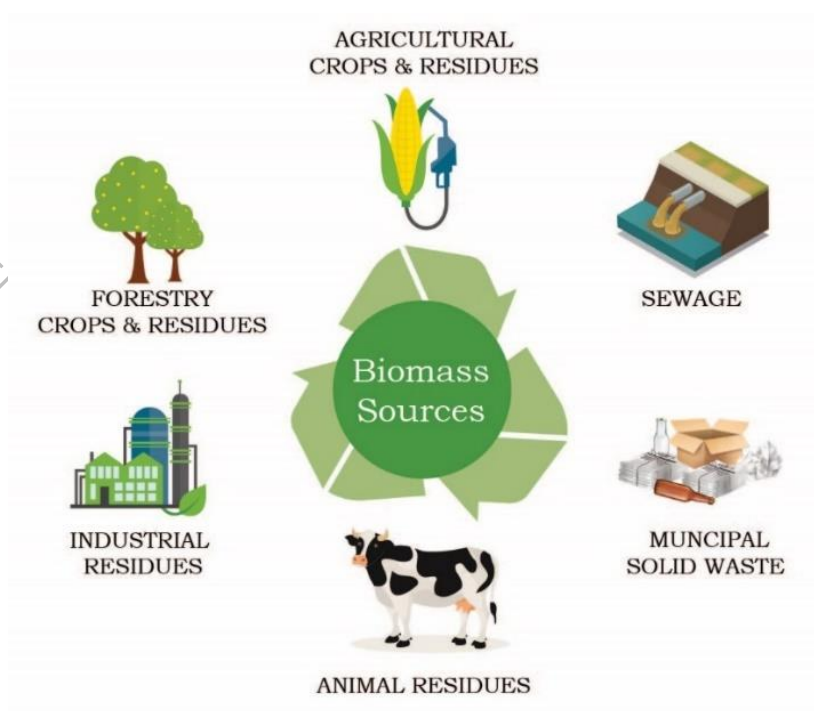 AGRICULTURAL
CROPS & RESIDUES
FORESTRY
CROPS & RESIDUES
SEWAGE
Biomass
Sources
INDUSTRIAL
RESIDUES
MUNCIPAL
SOLID WASTE
ANIMAL RESIDUES